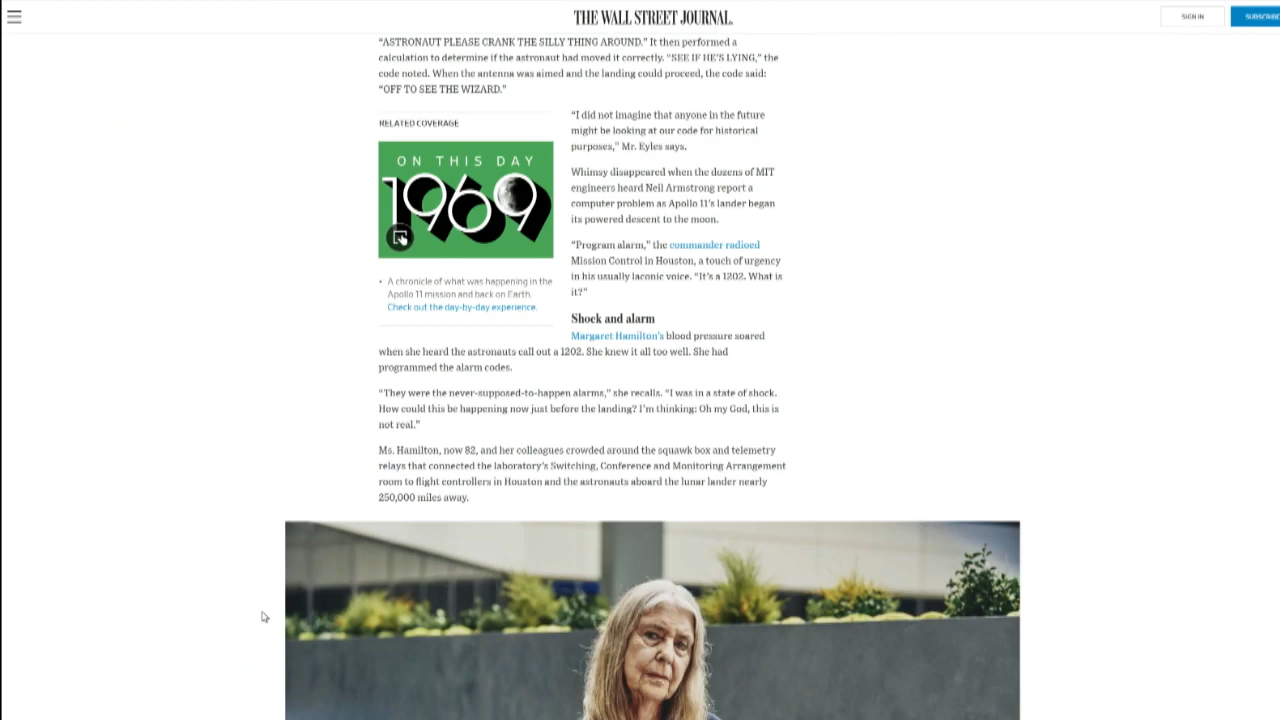 THE WALL STREET JOURNAL.
SIGN IN
SUBSCRIBE
“ASTRONAUT PLEASE CRANK THE SILLY THING AROUND.” It then performed a
calculation to determine if the astronaut had moved it correctly. “SEE IF HE’S LYING,” the
code noted. When the antenna was aimed and the landing could proceed, the code said:
“OFF TO SEE THE WIZARD.”
RELATED COVERAGE
ON THIS DAY
1969
• A chronicle of what was happening in the
Apollo 11 mission and back on Earth.
Check out the day-by-day experience.
“I did not imagine that anyone in the future
might be looking at our code for historical
purposes,” Mr. Eyles says.
Whimsy disappeared when the dozens of MIT
engineers heard Neil Armstrong report a
computer problem as Apollo 11’s lander began
its powered descent to the moon.
“Program alarm,” the commander radioed
Mission Control in Houston, a touch of urgency
in his usually laconic voice. “It’s a 1202. What is
it?”
Shock and alarm
Margaret Hamilton’s blood pressure soared
when she heard the astronauts call out a 1202. She knew it all too well. She had
programmed the alarm codes.
“They were the never-supposed-to-happen alarms,” she recalls. “I was in a state of shock.
How could this be happening now just before the landing? I’m thinking: Oh my God, this is
not real.”
Ms. Hamilton, now 82, and her colleagues crowded around the squawk box and telemetry
relays that connected the laboratory’s Switching, Conference and Monitoring Arrangement
room to flight controllers in Houston and the astronauts aboard the lunar lander nearly
250,000 miles away.